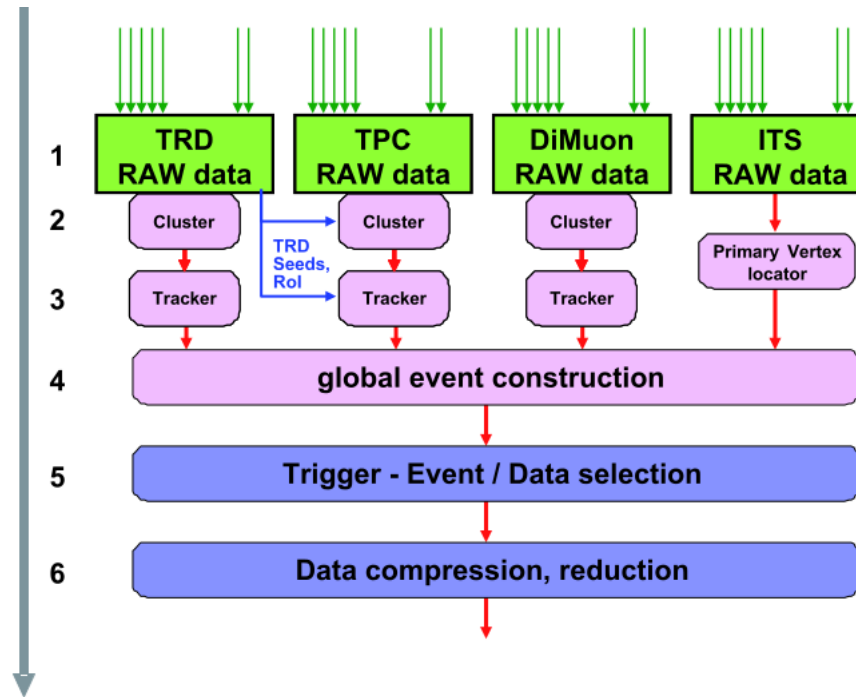 1
TRD
RAW data
TPC
RAW data
DiMuon
RAW data
ITS
RAW data
2
Cluster
Cluster
Cluster
TRD
Seeds,
RoI
Primary Vertex
locator
3
Tracker
Tracker
Tracker
4
global event construction
5
Trigger - Event / Data selection
6
Data compression, reduction